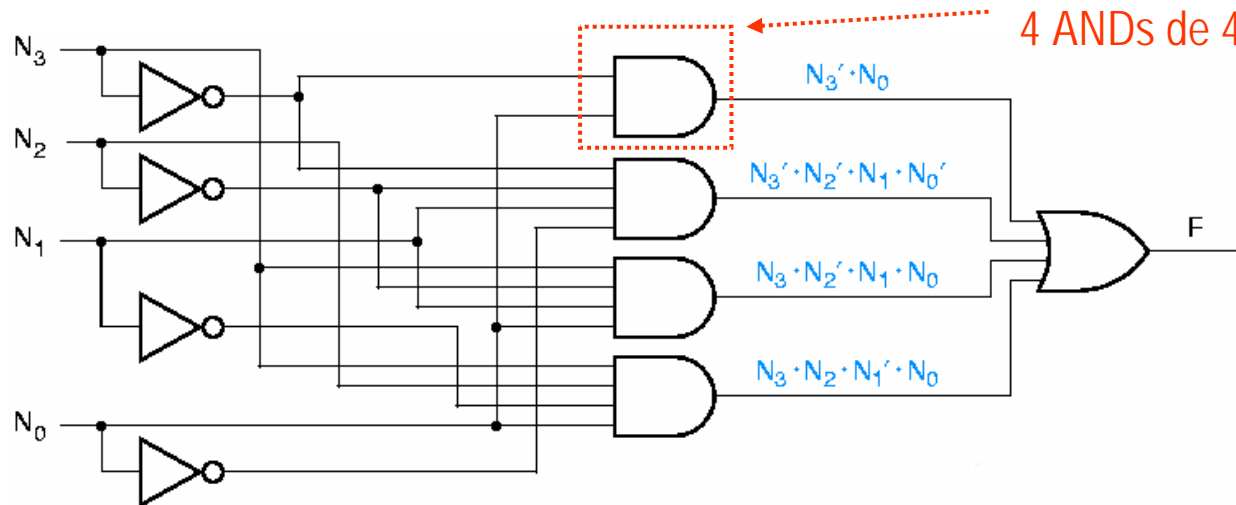 4 ANDs de 4
N₃
N₃′ · N₀
N₂
N₃′ · N₂′ · N₁ · N₀′
N₁
F
N₃ · N₂′ · N₁ · N₀
N₃ · N₂ · N₁′ · N₀
N₀